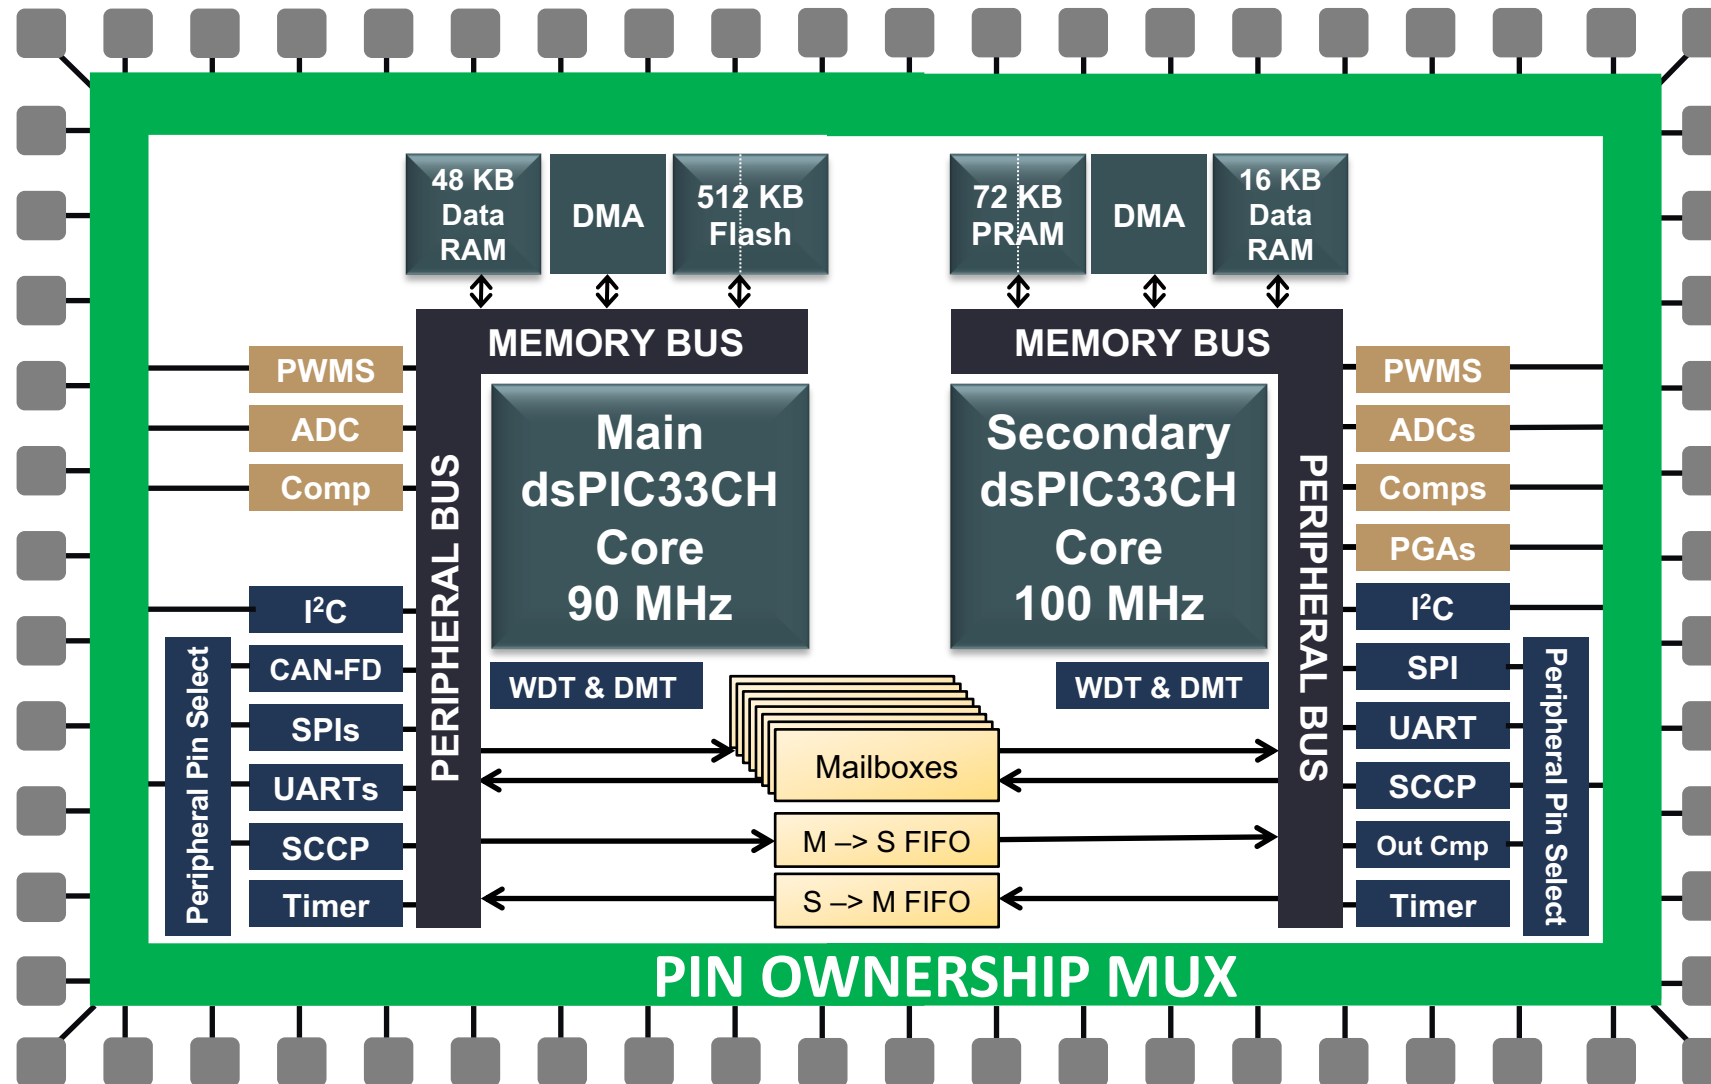 48 KB
Data
RAM
DMA
512 KB
Flash
72 KB
PRAM
DMA
16 KB
Data
RAM
MEMORY BUS
MEMORY BUS
PWMS
ADC
Comp
I²C
CAN-FD
SPIs
UARTs
SCCP
Timer
Peripheral Pin Select
PERIPHERAL BUS
Main
dsPIC33CH
Core
90 MHz
WDT & DMT
Secondary
dsPIC33CH
Core
100 MHz
WDT & DMT
Mailboxes
M –> S FIFO
S –> M FIFO
PERIPHERAL BUS
PWMS
ADCs
Comps
PGAs
I²C
SPI
UART
SCCP
Out Cmp
Timer
Peripheral Pin Select
PIN OWNERSHIP MUX